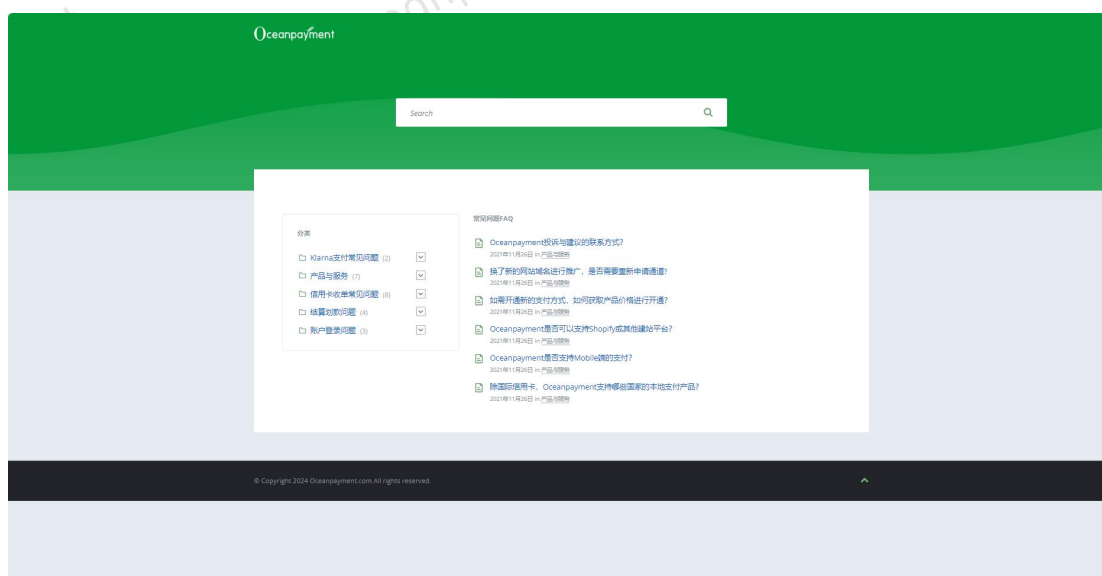 Oceanpayment
Search
分类
Klarna支付常见问题 (2)
产品与服务 (7)
信用卡收单常见问题 (8)
结算划款问题 (4)
账户登录问题 (3)
常见问题FAQ
Oceanpayment投诉与建议的联系方式?
2021年11月26日 in 产品与服务
换了新的网站域名进行推广，是否需要重新申请通道?
2021年11月26日 in 产品与服务
如需开通新的支付方式，如何获取产品价格进行开通?
2021年11月26日 in 产品与服务
Oceanpayment是否可以支持Shopify或其他建站平台?
2021年11月26日 in 产品与服务
Oceanpayment是否支持Mobile端的支付?
2021年11月26日 in 产品与服务
除国际信用卡，Oceanpayment支持哪些国家的本地支付产品?
2021年11月26日 in 产品与服务
© Copyright 2024 Oceanpayment.com All rights reserved.